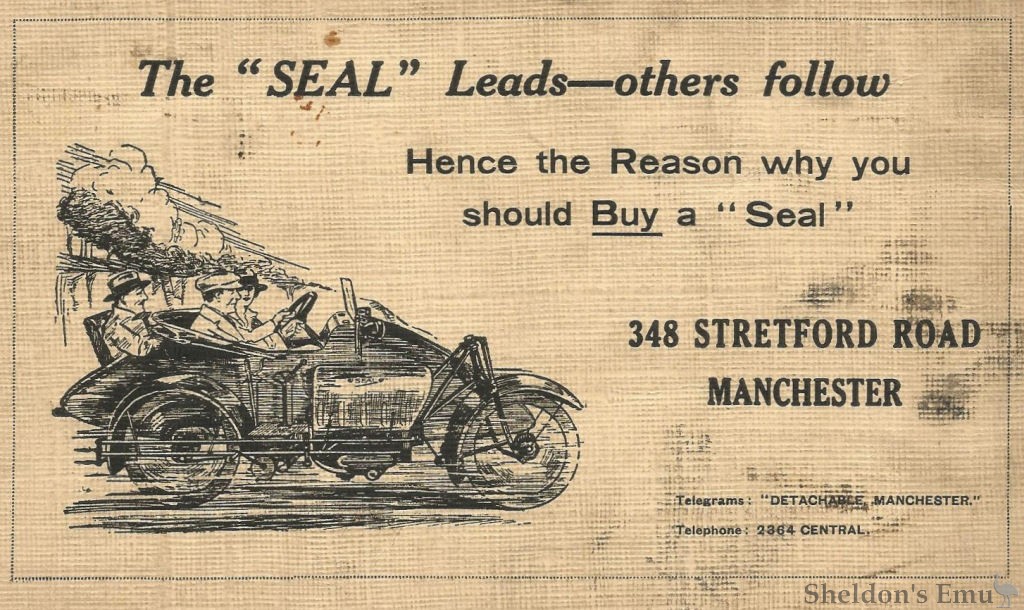 The "SEAL" Leads—others follow
Hence the Reason why you
should Buy a "Seal"
348 STRETFORD ROAD
MANCHESTER
SEAL
Telegrams: "DETACHABLE, MANCHESTER."
Telephone: 2364 CENTRAL.
Sheldon's Emu